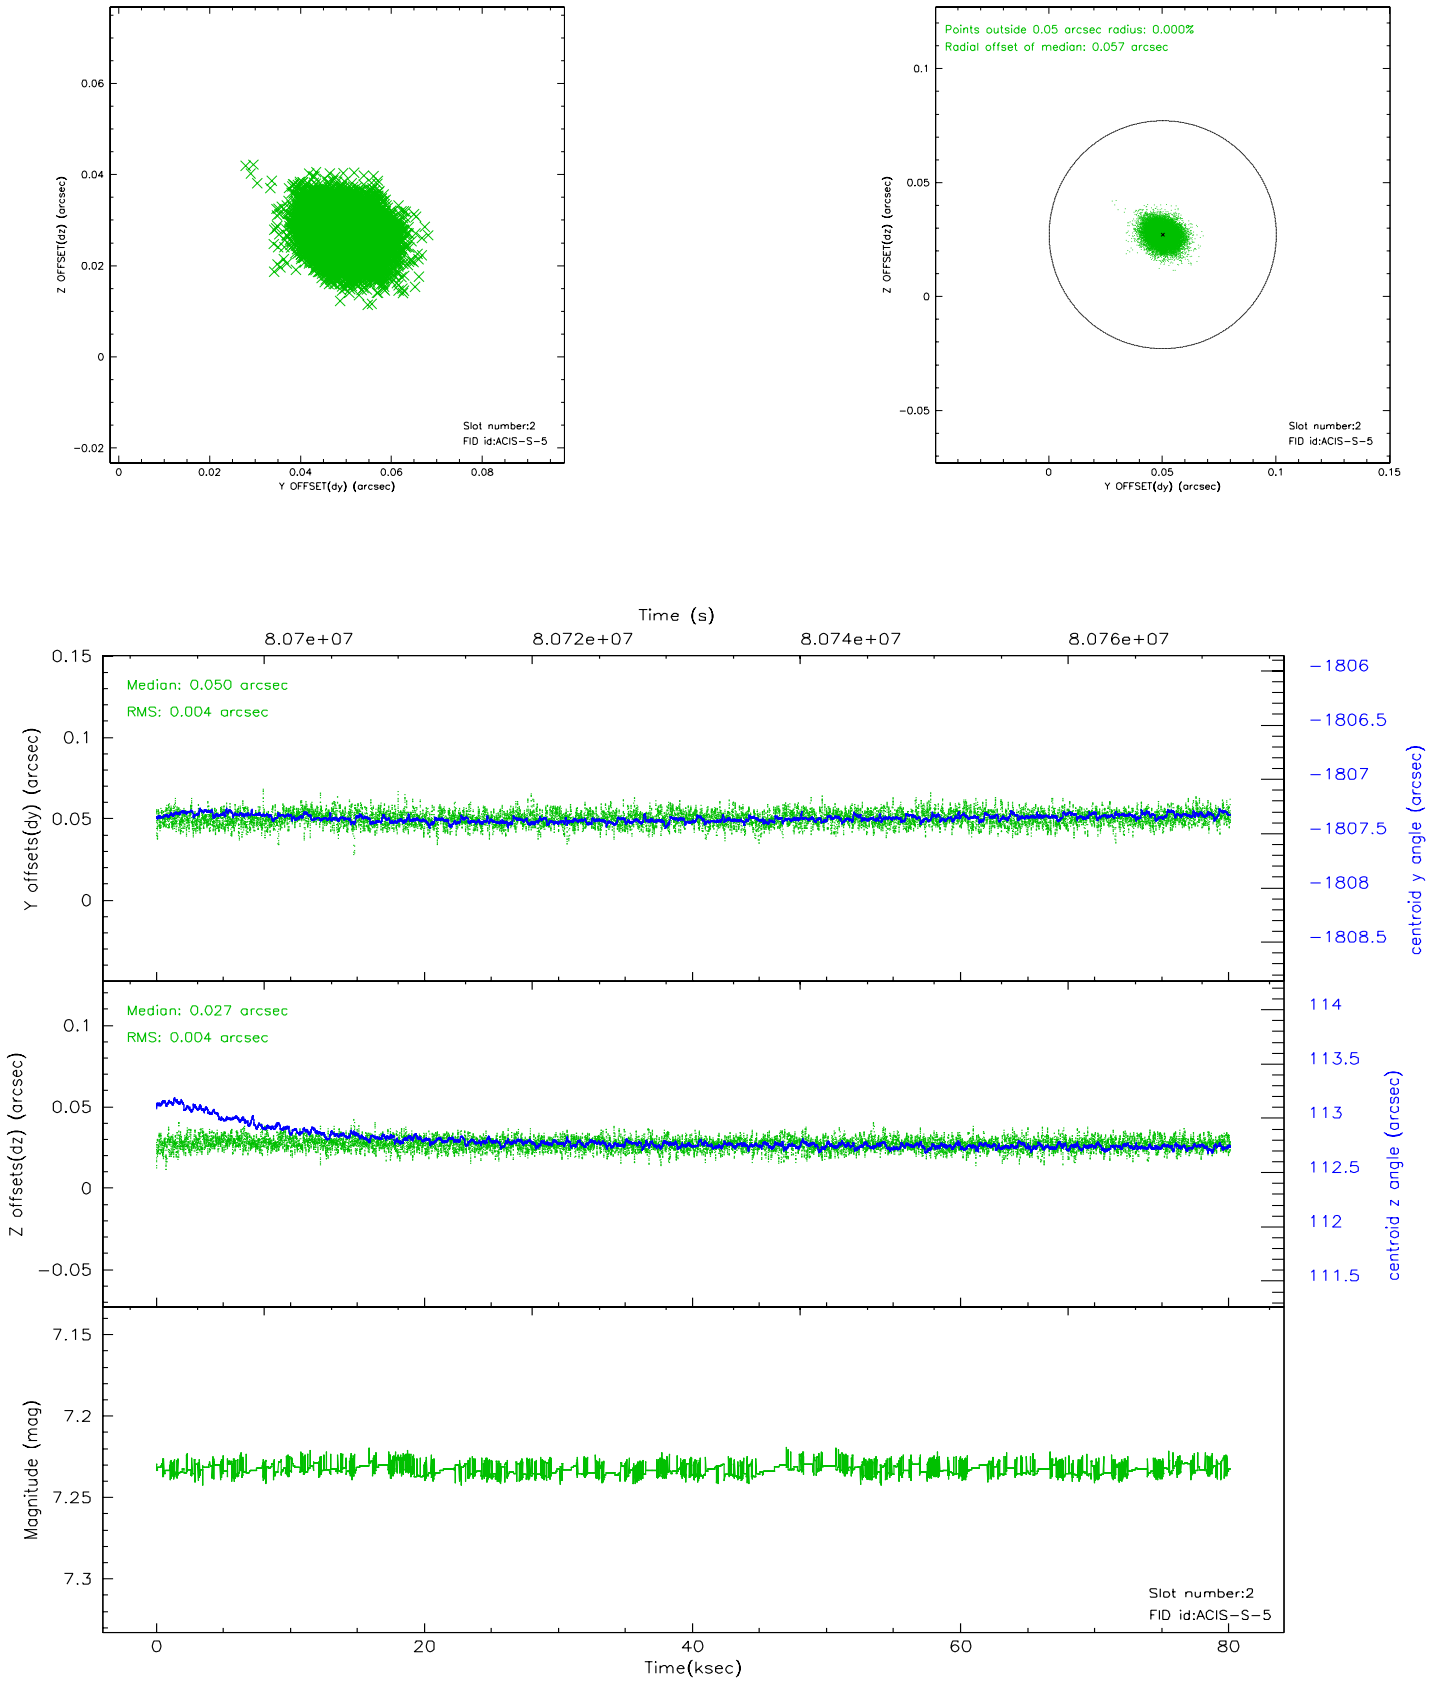 0.06
0.04
0.02
0
-0.02
Z OFFSET(dz) (arcsec)
Slot number:2
FID id:ACIS-S-5
0 0.02 0.04 0.06 0.08
Y OFFSET(dy) (arcsec)
Points outside 0.05 arcsec radius: 0.000%
Radial offset of median: 0.057 arcsec
0.1
0.05
0
-0.05
Z OFFSET(dz) (arcsec)
Slot number:2
FID id:ACIS-S-5
0 0.05 0.1 0.15
Y OFFSET(dy) (arcsec)
Time (s)
8.07e+07 8.072e+07 8.074e+07 8.076e+07
Median: 0.050 arcsec
RMS: 0.004 arcsec
0.15
0.1
0.05
0
Y offsets(dy) (arcsec)
-1806
-1806.5
-1807
-1807.5
-1808
-1808.5
centroid y angle (arcsec)
Median: 0.027 arcsec
RMS: 0.004 arcsec
0.1
0.05
0
-0.05
Z offsets(dz) (arcsec)
114
113.5
113
112.5
112
111.5
centroid z angle (arcsec)
7.15
7.2
7.25
7.3
Magnitude (mag)
Slot number:2
FID id:ACIS-S-5
0 20 40 60 80
Time(ksec)